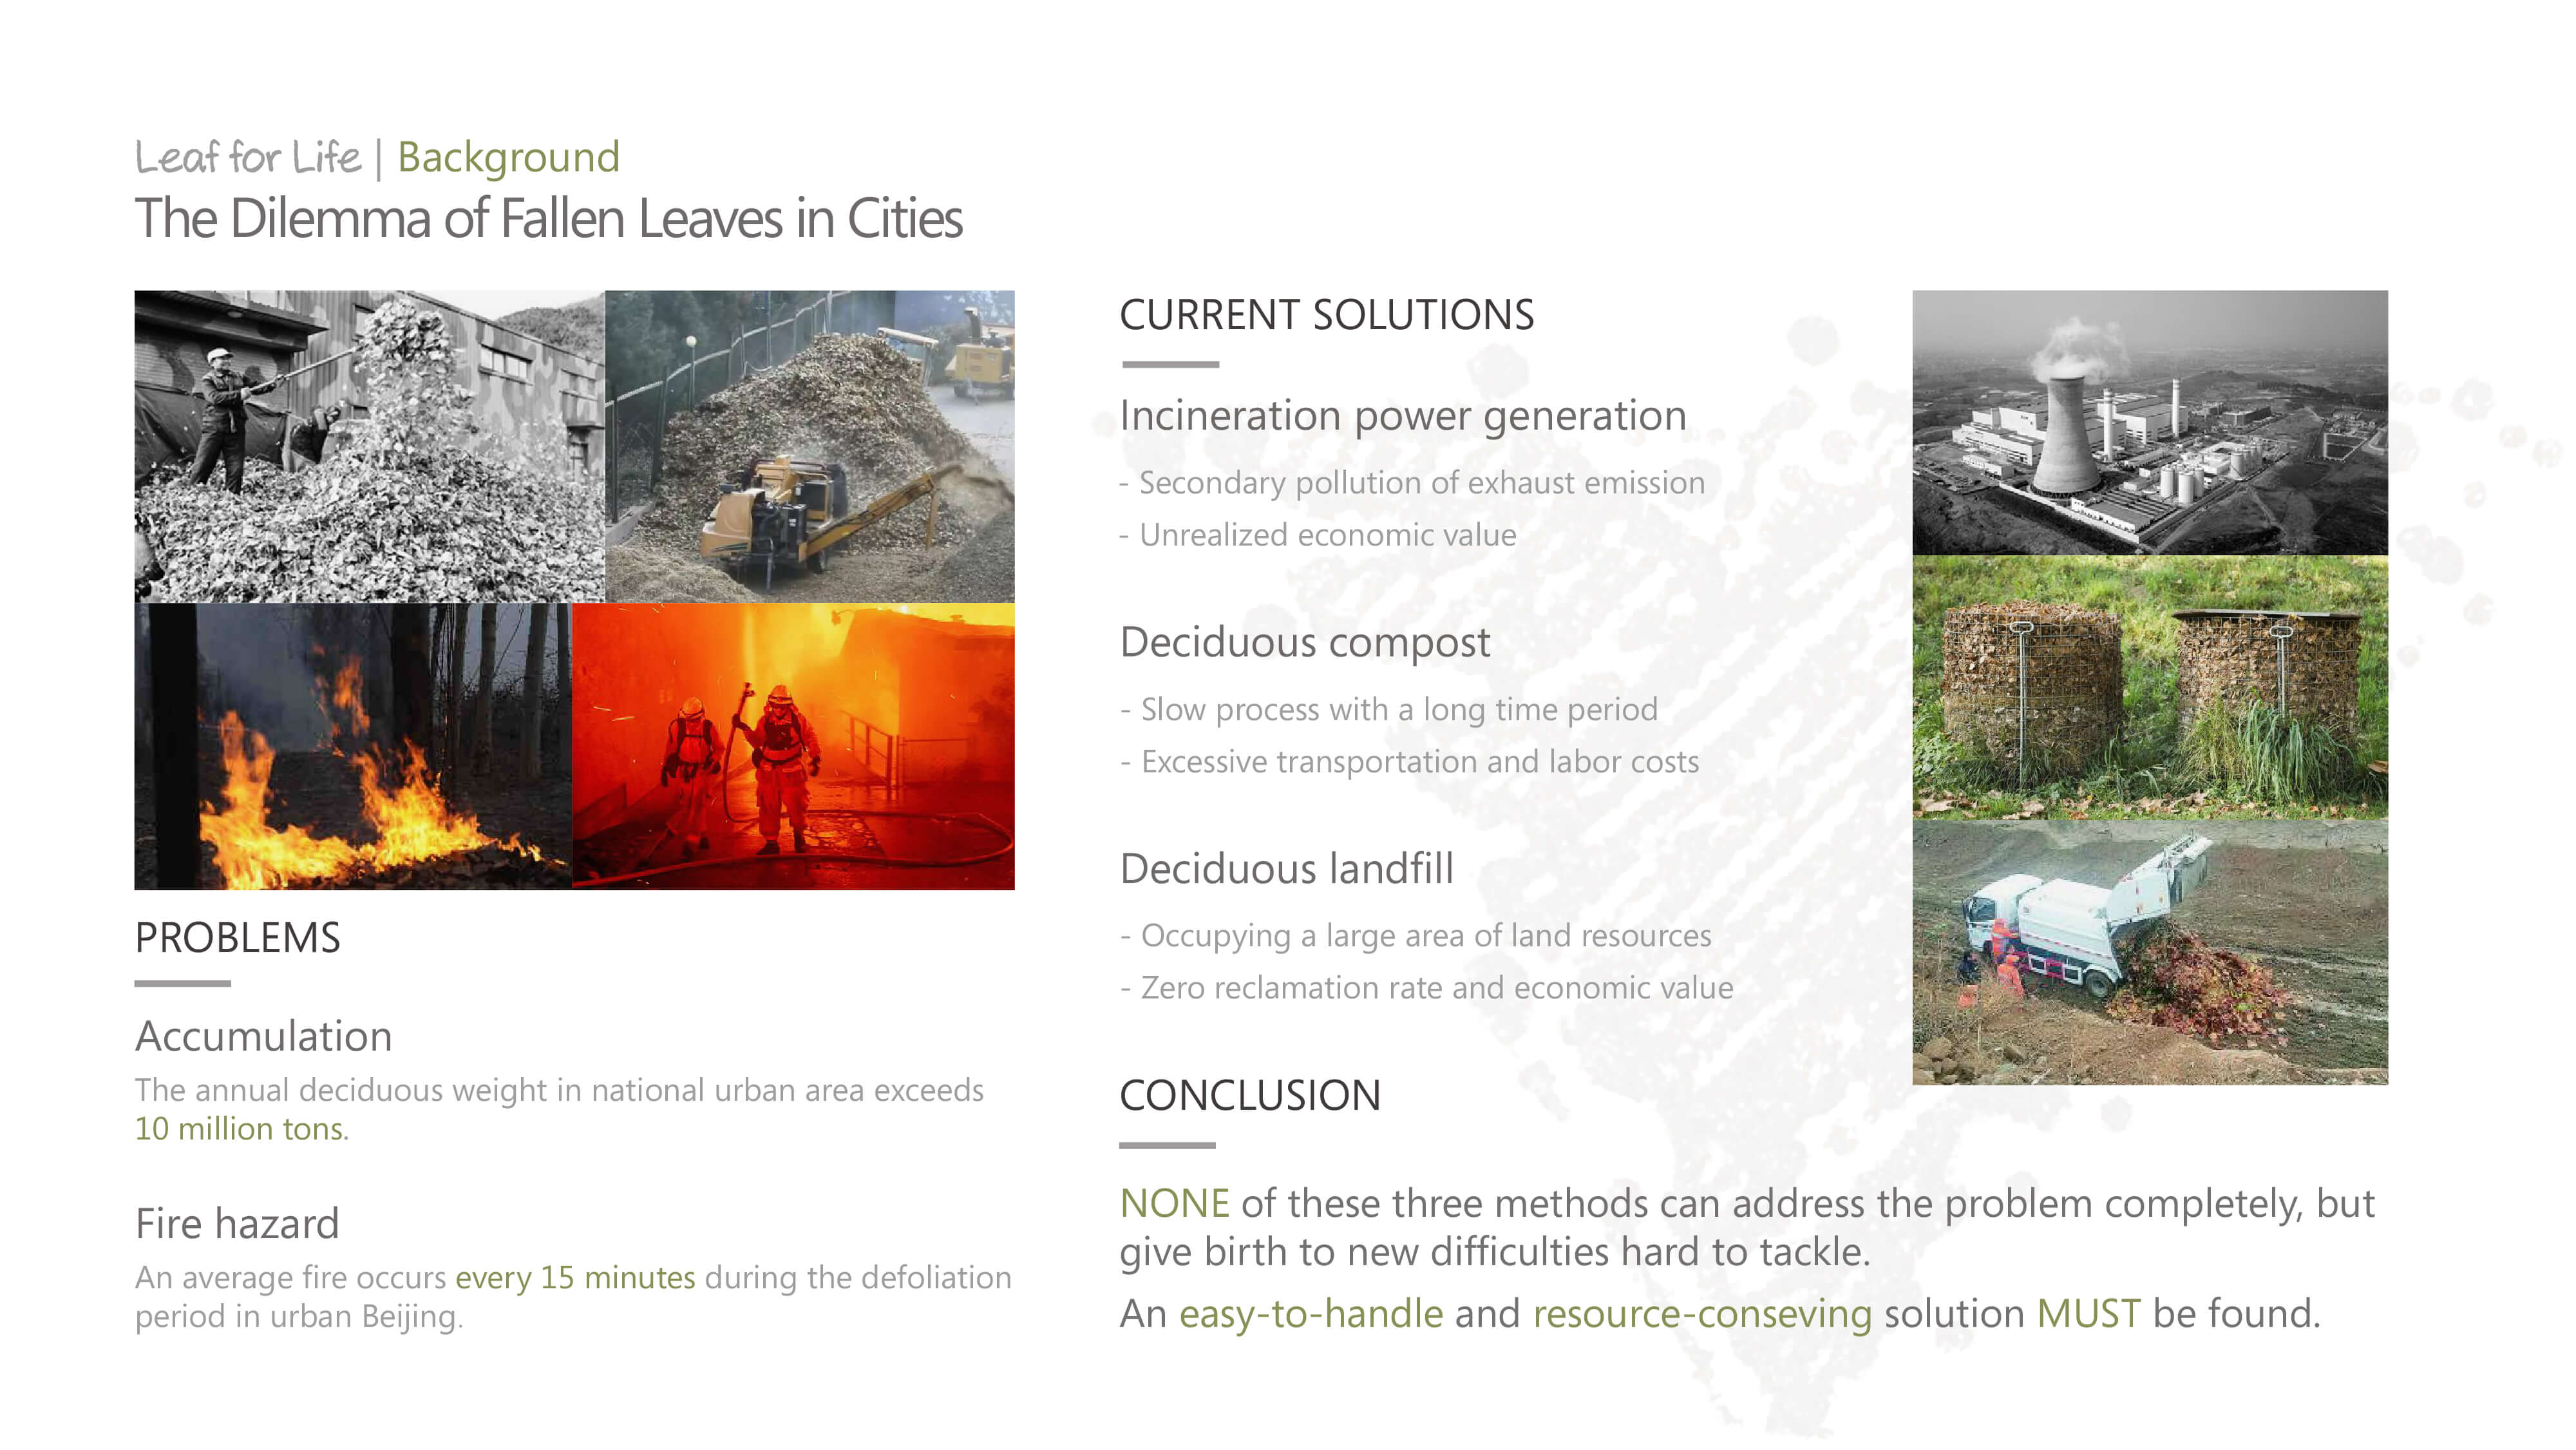 Leaf for Life | Background
The Dilemma of Fallen Leaves in Cities
PROBLEMS
Accumulation
The annual deciduous weight in national urban area exceeds
10 million tons.
Fire hazard
An average fire occurs every 15 minutes during the defoliation
period in urban Beijing.
CURRENT SOLUTIONS
Incineration power generation
- Secondary pollution of exhaust emission
- Unrealized economic value
Deciduous compost
- Slow process with a long time period
- Excessive transportation and labor costs
Deciduous landfill
- Occupying a large area of land resources
- Zero reclamation rate and economic value
CONCLUSION
NONE of these three methods can address the problem completely, but
give birth to new difficulties hard to tackle.
An easy-to-handle and resource-conseving solution MUST be found.